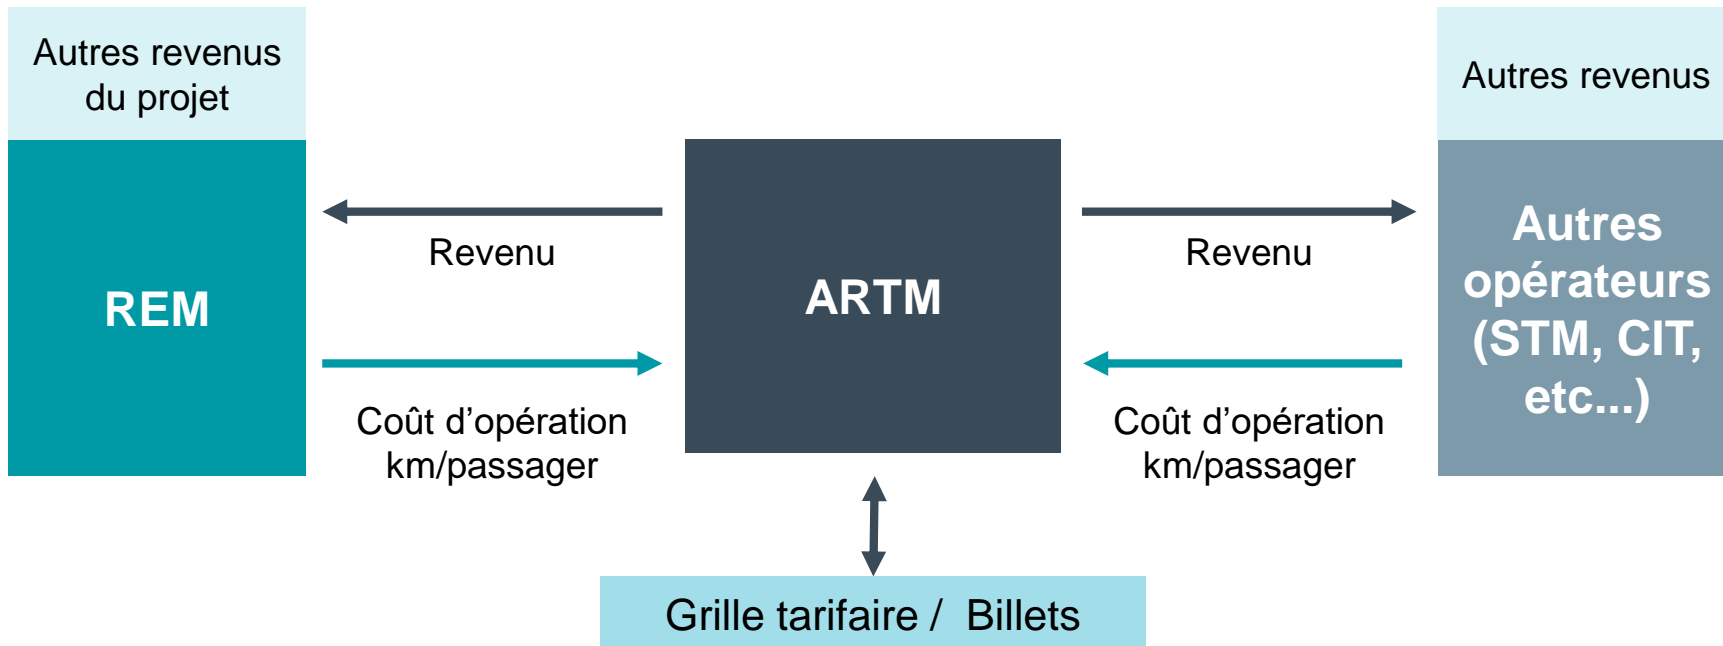 Autres revenus
du projet
REM
Revenu
Coût d’opération
km/passager
ARTM
Revenu
Coût d’opération
km/passager
Autres revenus
Autres
opérateurs
(STM, CIT,
etc...)
Grille tarifaire /  Billets